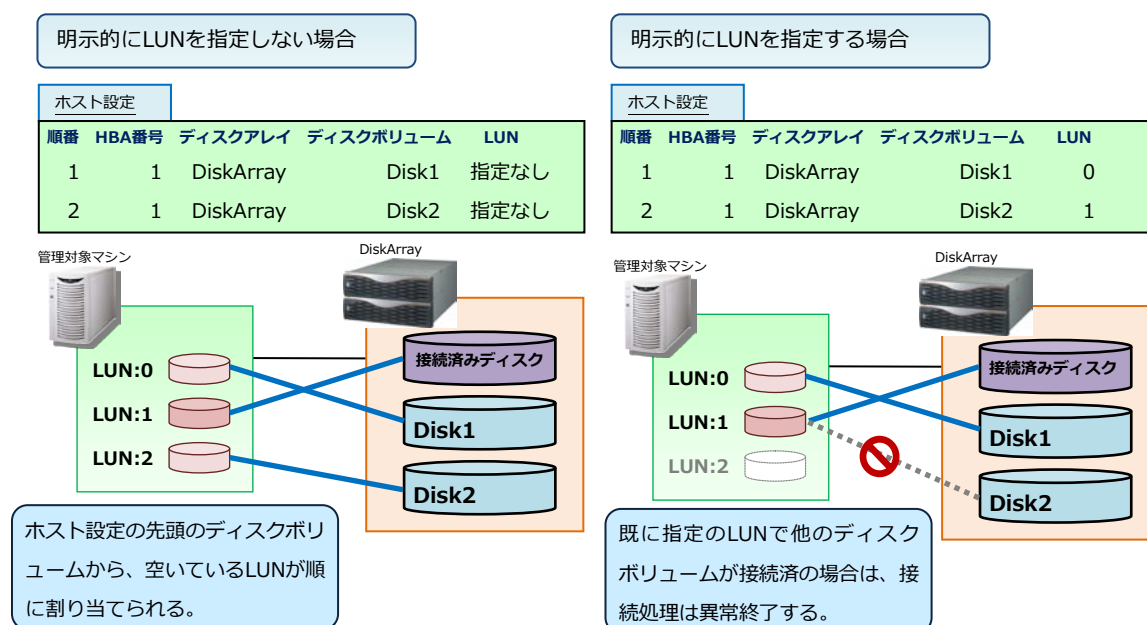 明示的にLUNを指定しない場合
ホスト設定
順番 HBA番号 ディスクアレイ ディスクボリューム LUN
1 1 DiskArray Disk1 指定なし
2 1 DiskArray Disk2 指定なし
管理対象マシン
DiskArray
LUN:0
LUN:1
LUN:2
接続済みディスク
Disk1
Disk2
ホスト設定の先頭のディスクボリ
ュームから、空いているLUNが順
に割り当てられる。
明示的にLUNを指定する場合
ホスト設定
順番 HBA番号 ディスクアレイ ディスクボリューム LUN
1 1 DiskArray Disk1 0
2 1 DiskArray Disk2 1
管理対象マシン
DiskArray
LUN:0
LUN:1
LUN:2
接続済みディスク
Disk1
Disk2
既に指定のLUNで他のディスク
ボリュームが接続済の場合は、接
続処理は異常終了する。